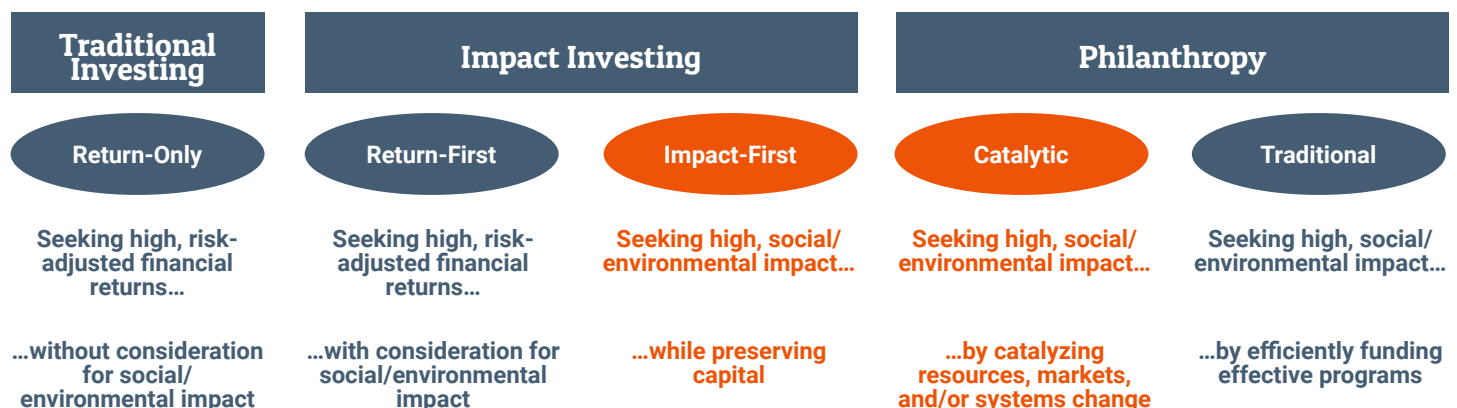 Traditional
Investing
Impact Investing
Philanthropy
Return-Only
Return-First
Impact-First
Catalytic
Traditional
Seeking high, risk-
adjusted financial
returns...
Seeking high, risk-
adjusted financial
returns...
Seeking high, social/
environmental impact...
Seeking high, social/
environmental impact...
Seeking high, social/
environmental impact...
...without consideration
for social/
environmental impact
...with consideration for
social/environmental
impact
...while preserving
capital
...by catalyzing
resources, markets,
and/or systems change
...by efficiently funding
effective programs